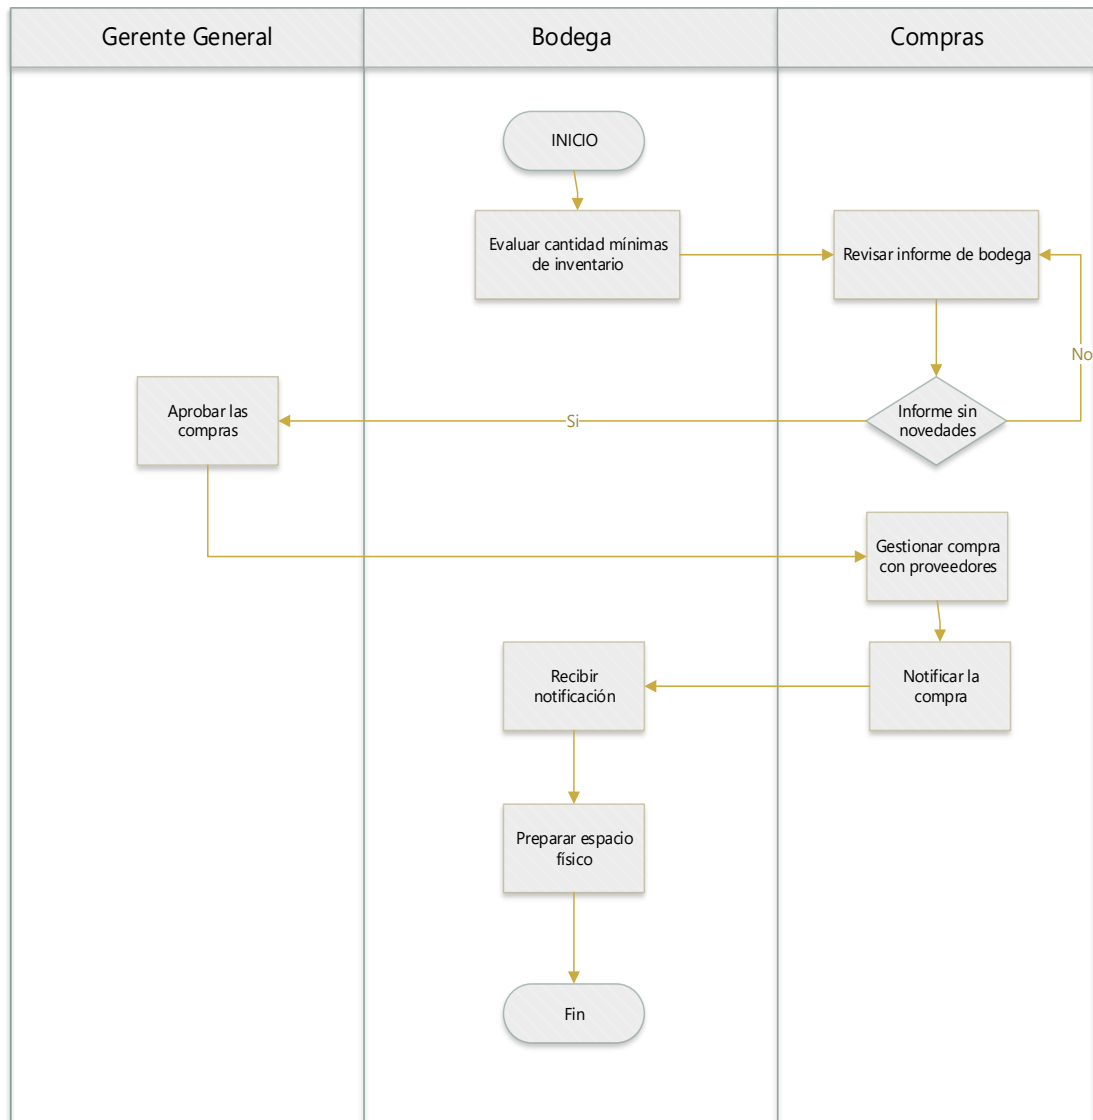 Gerente General
Bodega
Compras
INICIO
Evaluar cantidad mínimas
de inventario
Revisar informe de bodega
No
Aprobar las
compras
Si
Informe sin
novedades
Gestionar compra
con proveedores
Recibir
notificación
Notificar la
compra
Preparar espacio
físico
Fin